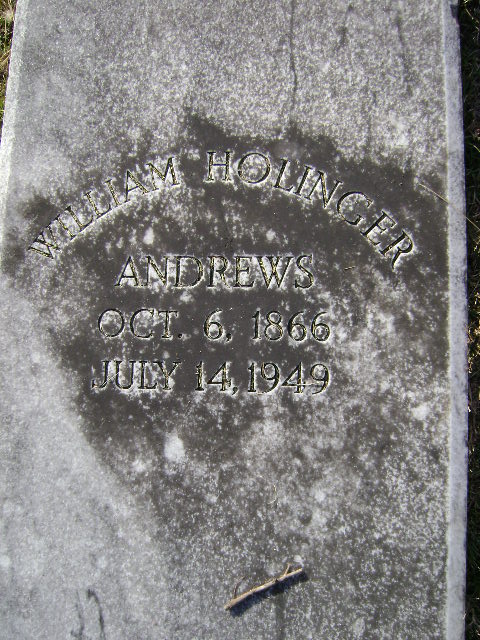 WILLIAM HOLINGER
ANDREWS
OCT. 6, 1866
JULY 14, 1949